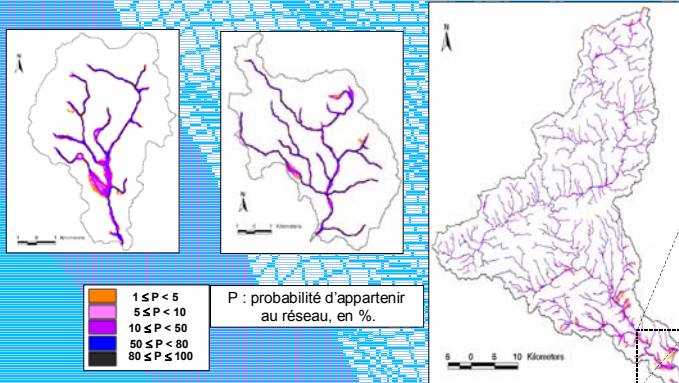 N
N
N
1 0 1 Kilometers
1 0 1 Kilometers
1 ≤ P < 5
5 ≤ P < 10
10 ≤ P < 50
50 ≤ P < 80
80 ≤ P ≤ 100
P : probabilité d'appartenir
au réseau, en %.
6 0 5 10 Kilometers